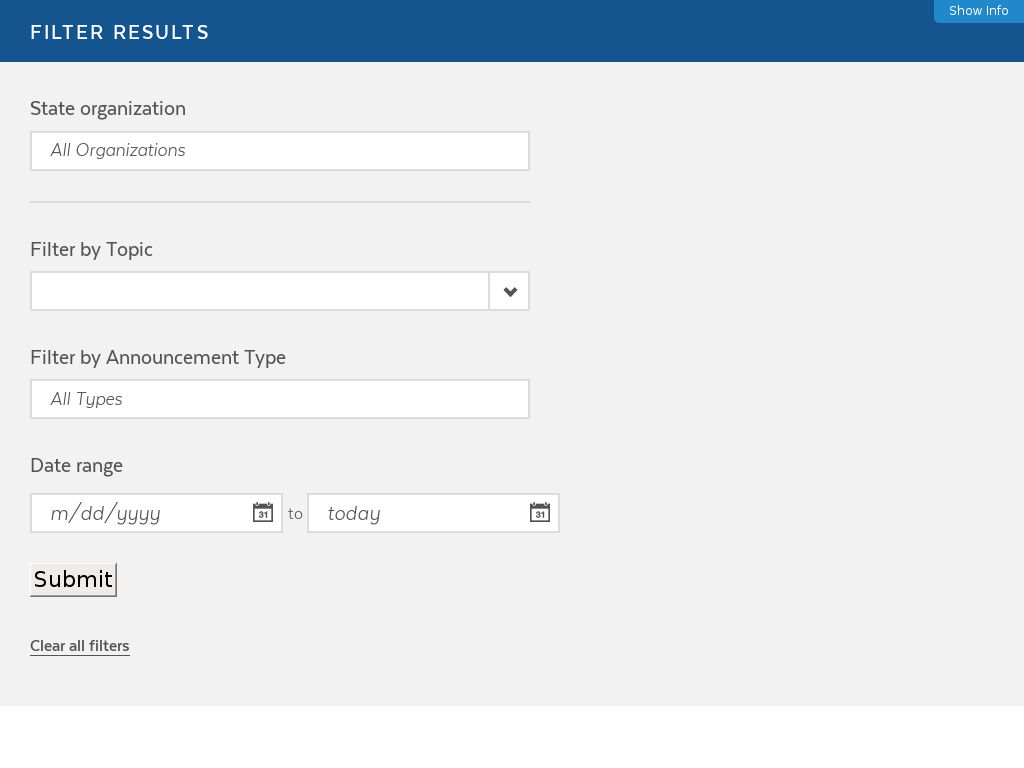 Show Info
FILTER RESULTS
State organization
All Organizations
Filter by Topic
Filter by Announcement Type
All Types
Date range
m/dd/yyyy 31 to today 31
Submit
Clear all filters